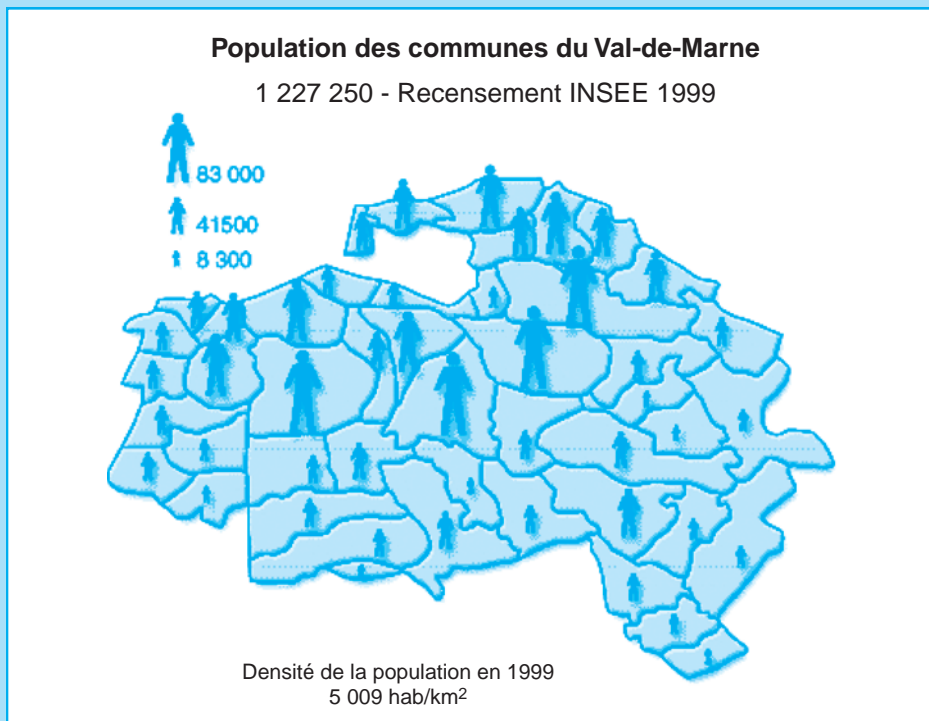 Population des communes du Val-de-Marne
1 227 250 - Recensement INSEE 1999
83 000
41500
8 300
Densité de la population en 1999
5 009 hab/km²